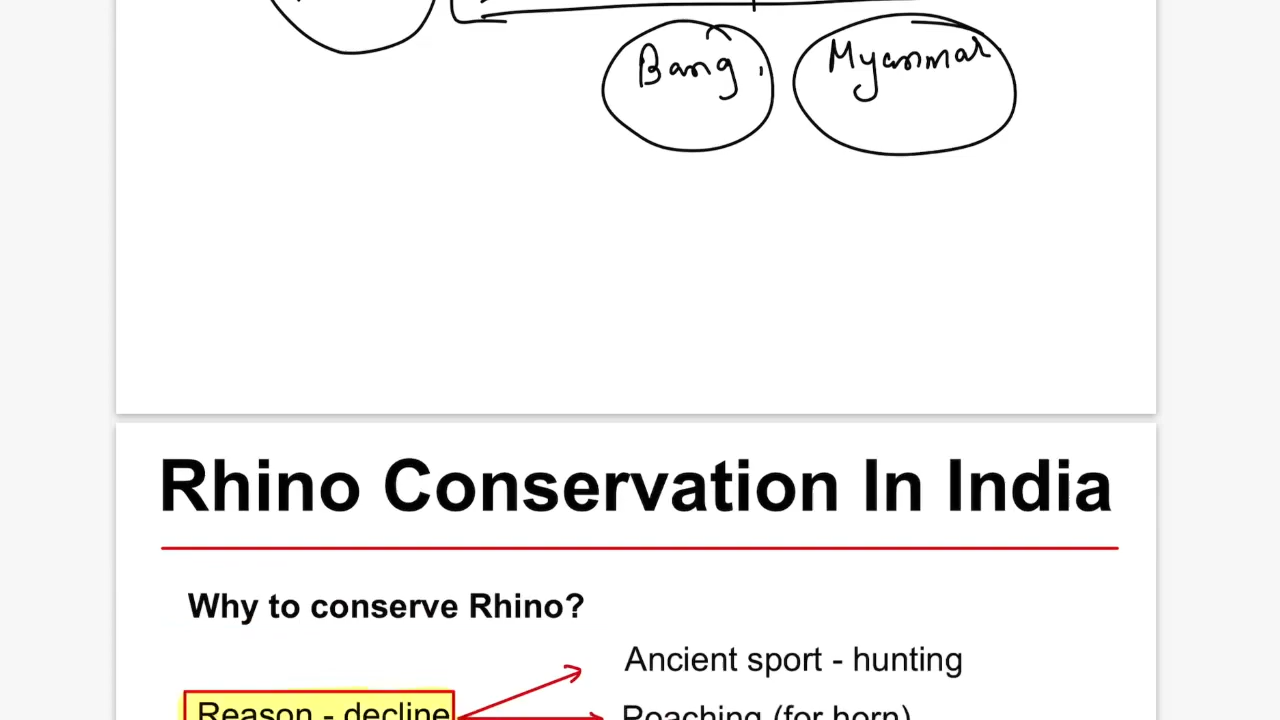 Bang. Myanmar
Rhino Conservation In India
Why to conserve Rhino?
Ancient sport - hunting
Reason - decline
Poaching (for horn)